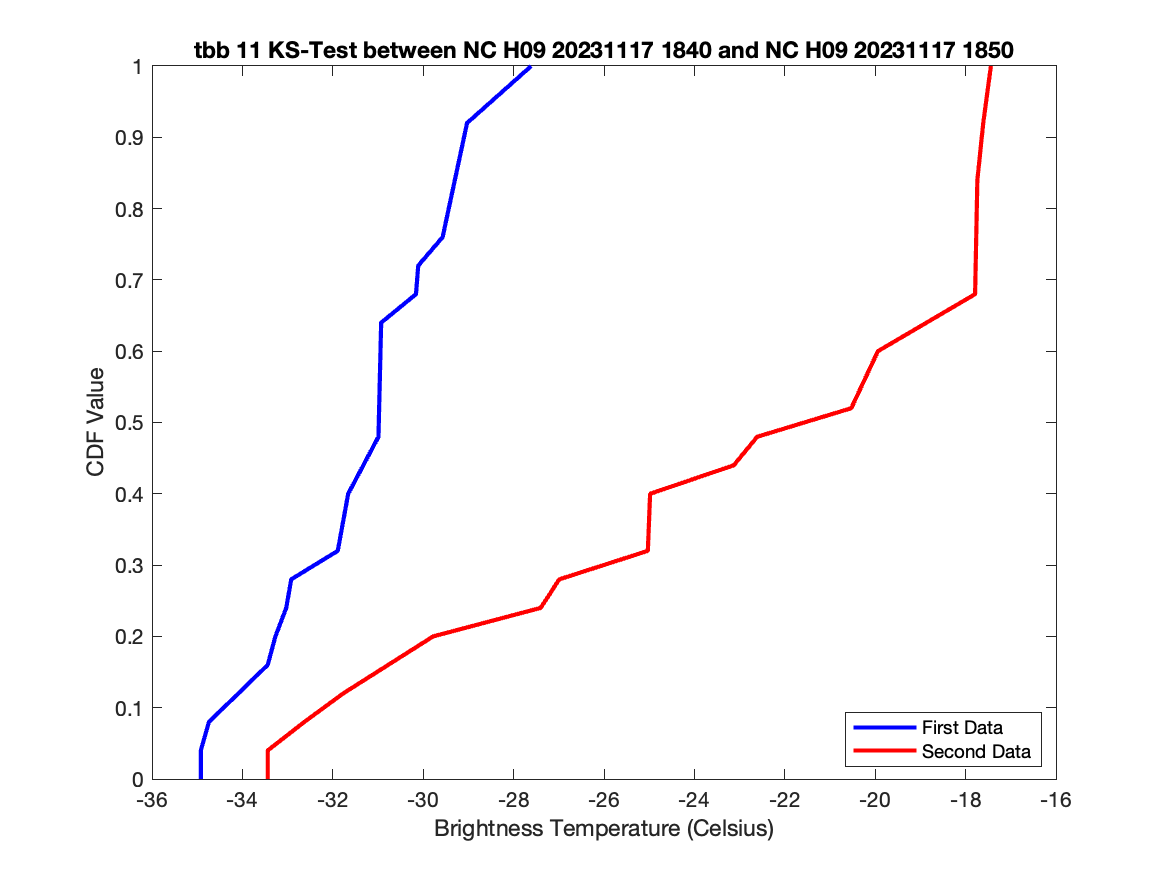 tbb 11 KS-Test between NC H09 20231117 1840 and NC H09 20231117 1850
1
0.9
0.8
0.7
0.6
0.5
0.4
0.3
0.2
0.1
0
CDF Value
First Data
Second Data
-36 -34 -32 -30 -28 -26 -24 -22 -20 -18 -16
Brightness Temperature (Celsius)